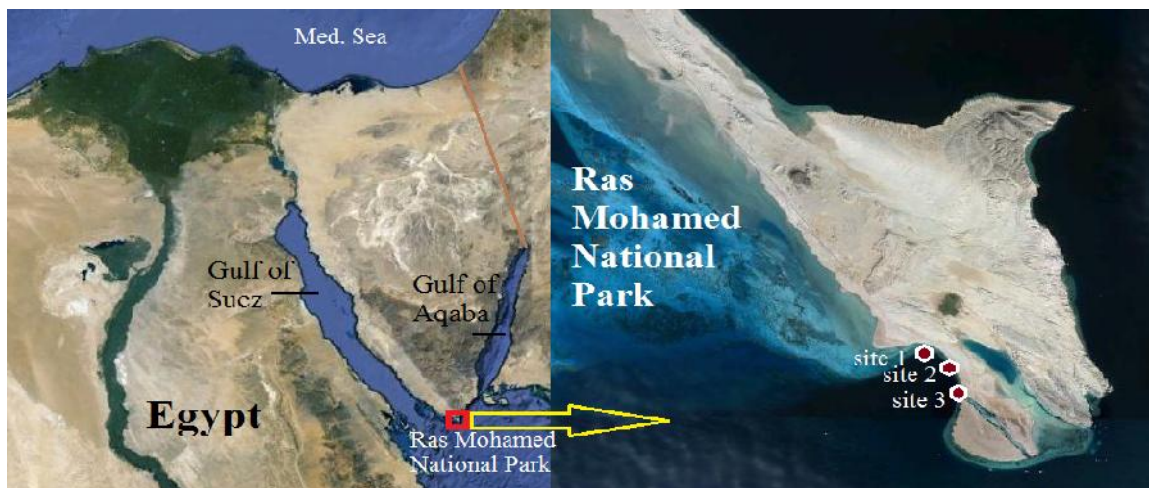 Med. Sea
Gulf of
Suez
Gulf of
Aqaba
Egypt
Ras Mohamed
National Park
Ras
Mohamed
National
Park
site 1
site 2
site 3